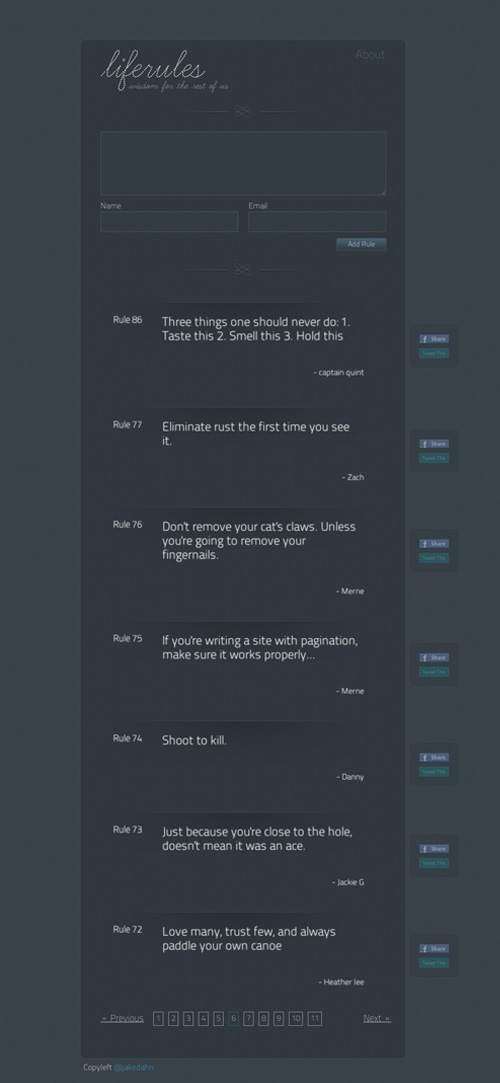 liferules
About
wisdom for the rest of us
Name
Email
Add Rule
Rule 86
Three things one should never do: 1.
Taste this 2. Smell this 3. Hold this
- captain quint
Share
Tweet This
Rule 77
Eliminate rust the first time you see
it.
- Zach
Share
Tweet This
Rule 76
Don't remove your cat's claws. Unless
you're going to remove your
fingernails.
- Merne
Share
Tweet This
Rule 75
If you're writing a site with pagination,
make sure it works properly...
- Merne
Share
Tweet This
Rule 74
Shoot to kill.
- Danny
Share
Tweet This
Rule 73
Just because you're close to the hole,
doesn't mean it was an ace.
- Jackie G
Share
Tweet This
Rule 72
Love many, trust few, and always
paddle your own canoe
- Heather lee
Share
Tweet This
« Previous 1 2 3 4 5 6 7 8 9 10 11 Next »
Copyleft @jakedahn